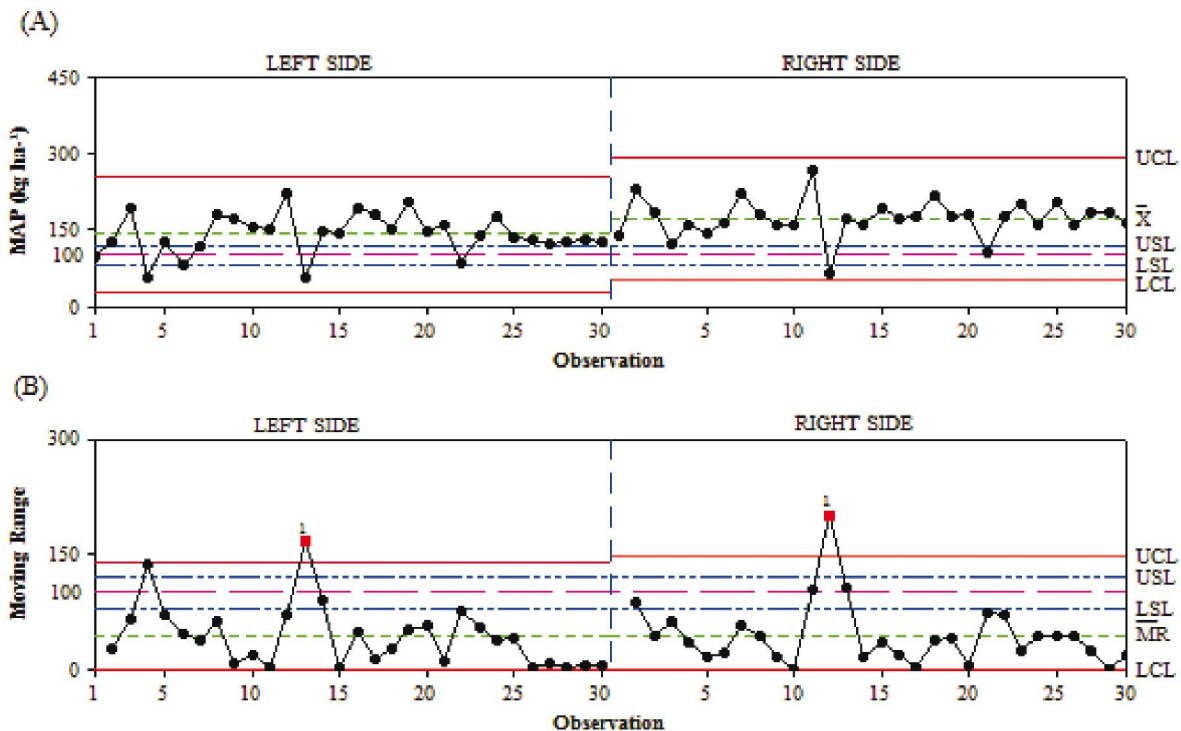 (A)
LEFT SIDE RIGHT SIDE
450
300
150
100
0
MAP (kg ha-¹)
UCL
X̿
USL
LSL
LCL
1 5 10 15 20 25 30 5 10 15 20 25 30
Observation
(B)
LEFT SIDE RIGHT SIDE
300
150
100
0
Moving Range
1
1
UCL
USL
LSL
M̅R̅
LCL
1 5 10 15 20 25 30 5 10 15 20 25 30
Observation